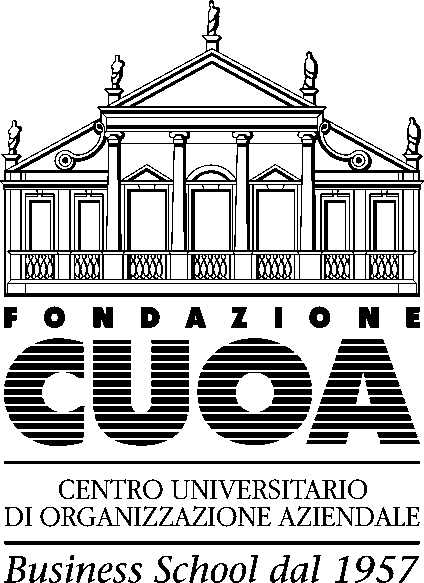 FONDAZIONE
CUOA
CENTRO UNIVERSITARIO
DI ORGANIZZAZIONE AZIENDALE
Business School dal 1957